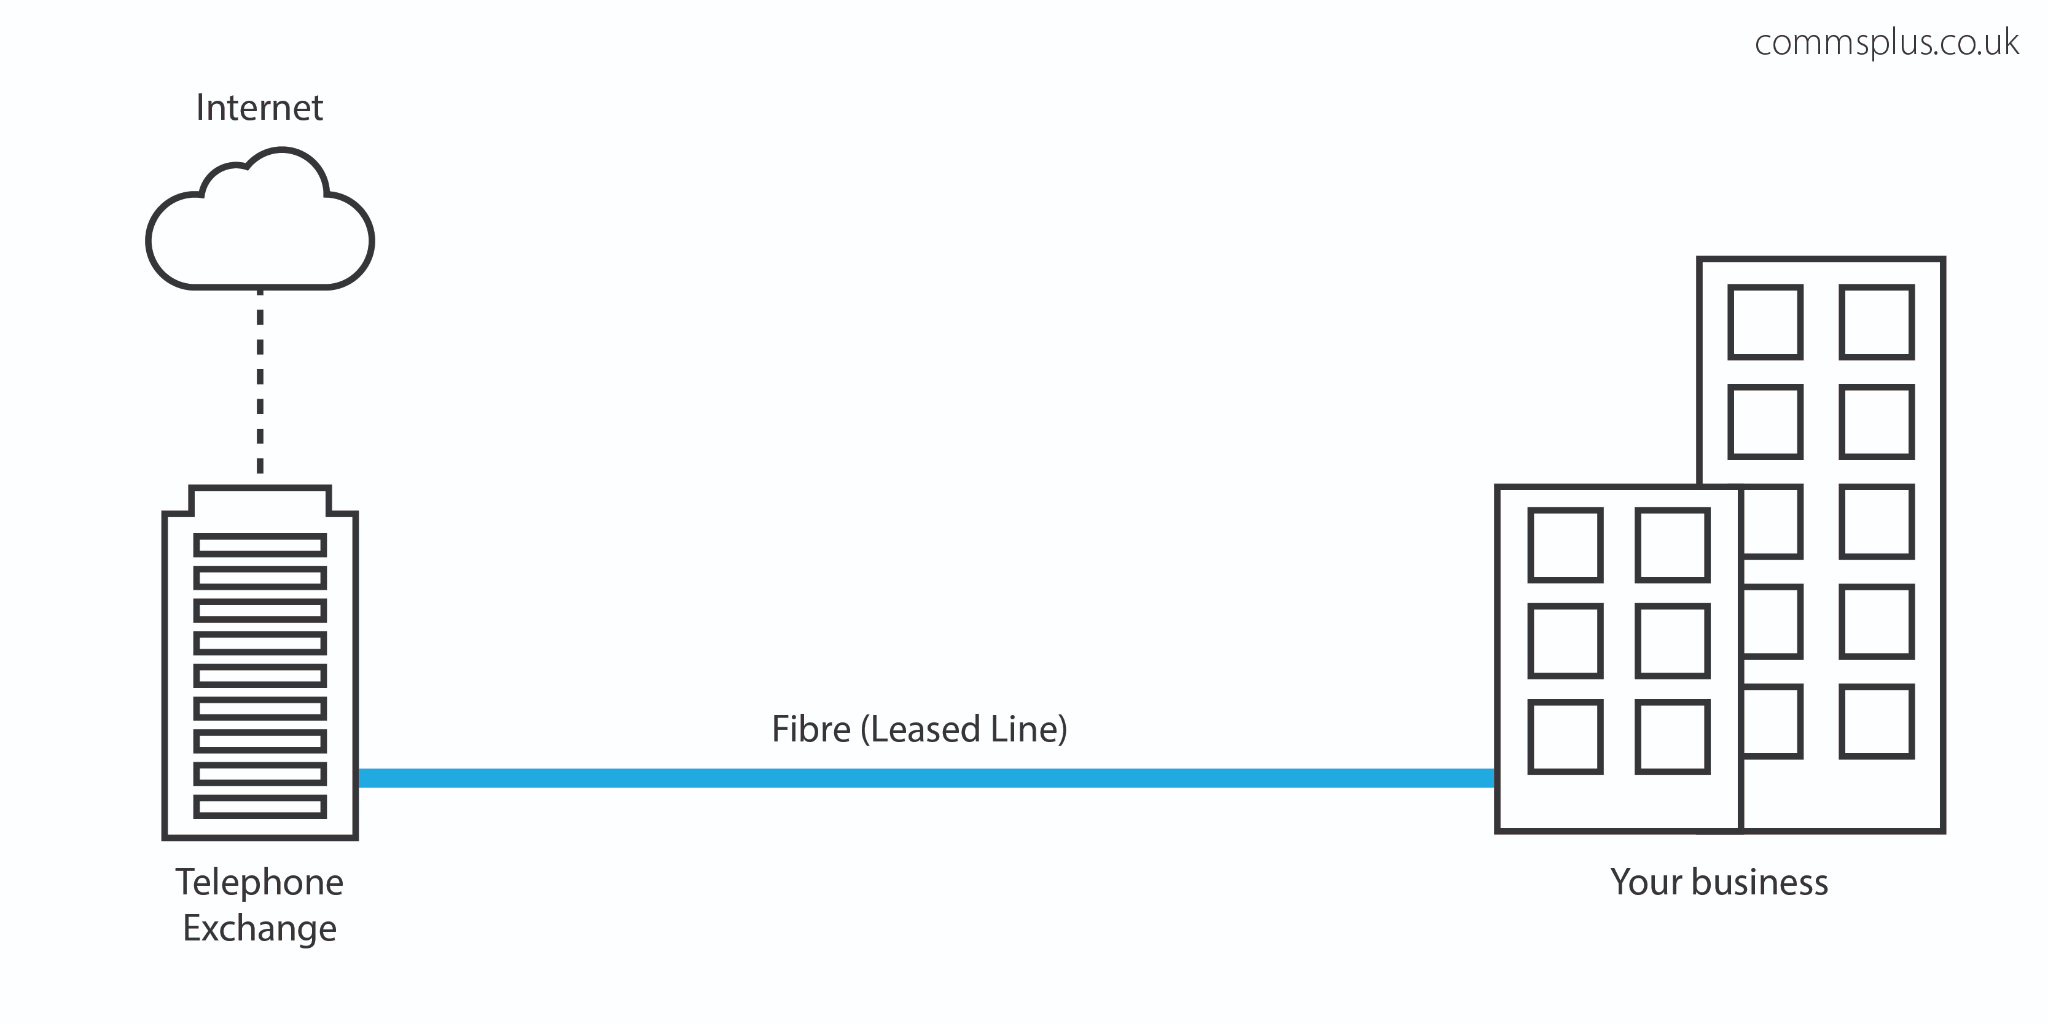 commsplus.co.uk
Internet
Fibre (Leased Line)
Telephone
Exchange
Your business